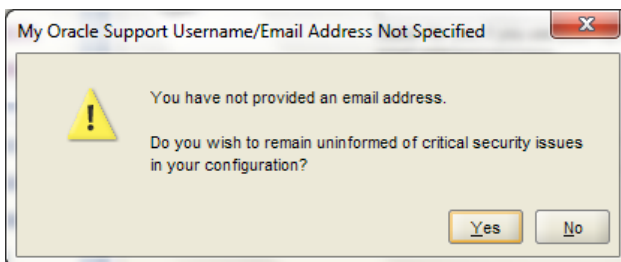 My Oracle Support Username/Email Address Not Specified
You have not provided an email address.
Do you wish to remain uninformed of critical security issues
in your configuration?
Yes
No